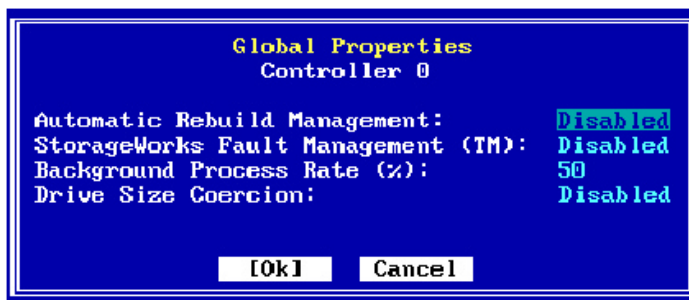 Global Properties
Controller 0
Automatic Rebuild Management: Disabled
StorageWorks Fault Management (TM): Disabled
Background Process Rate (%): 50
Drive Size Coercion: Disabled
[Ok] Cancel